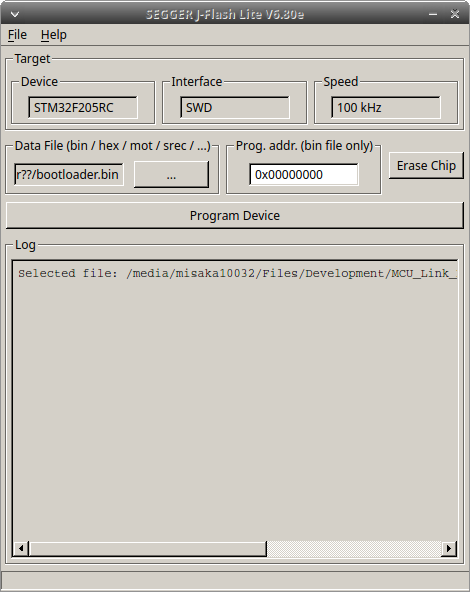 SEGGER J-Flash Lite V6.80e
File Help
Target
Device Interface Speed
STM32F205RC SWD 100 kHz
Data File (bin / hex / mot / srec / ...) Prog. addr. (bin file only)
r??/bootloader.bin ... 0x00000000 Erase Chip
Program Device
Log
Selected file: /media/misaka10032/Files/Development/MCU_Link_